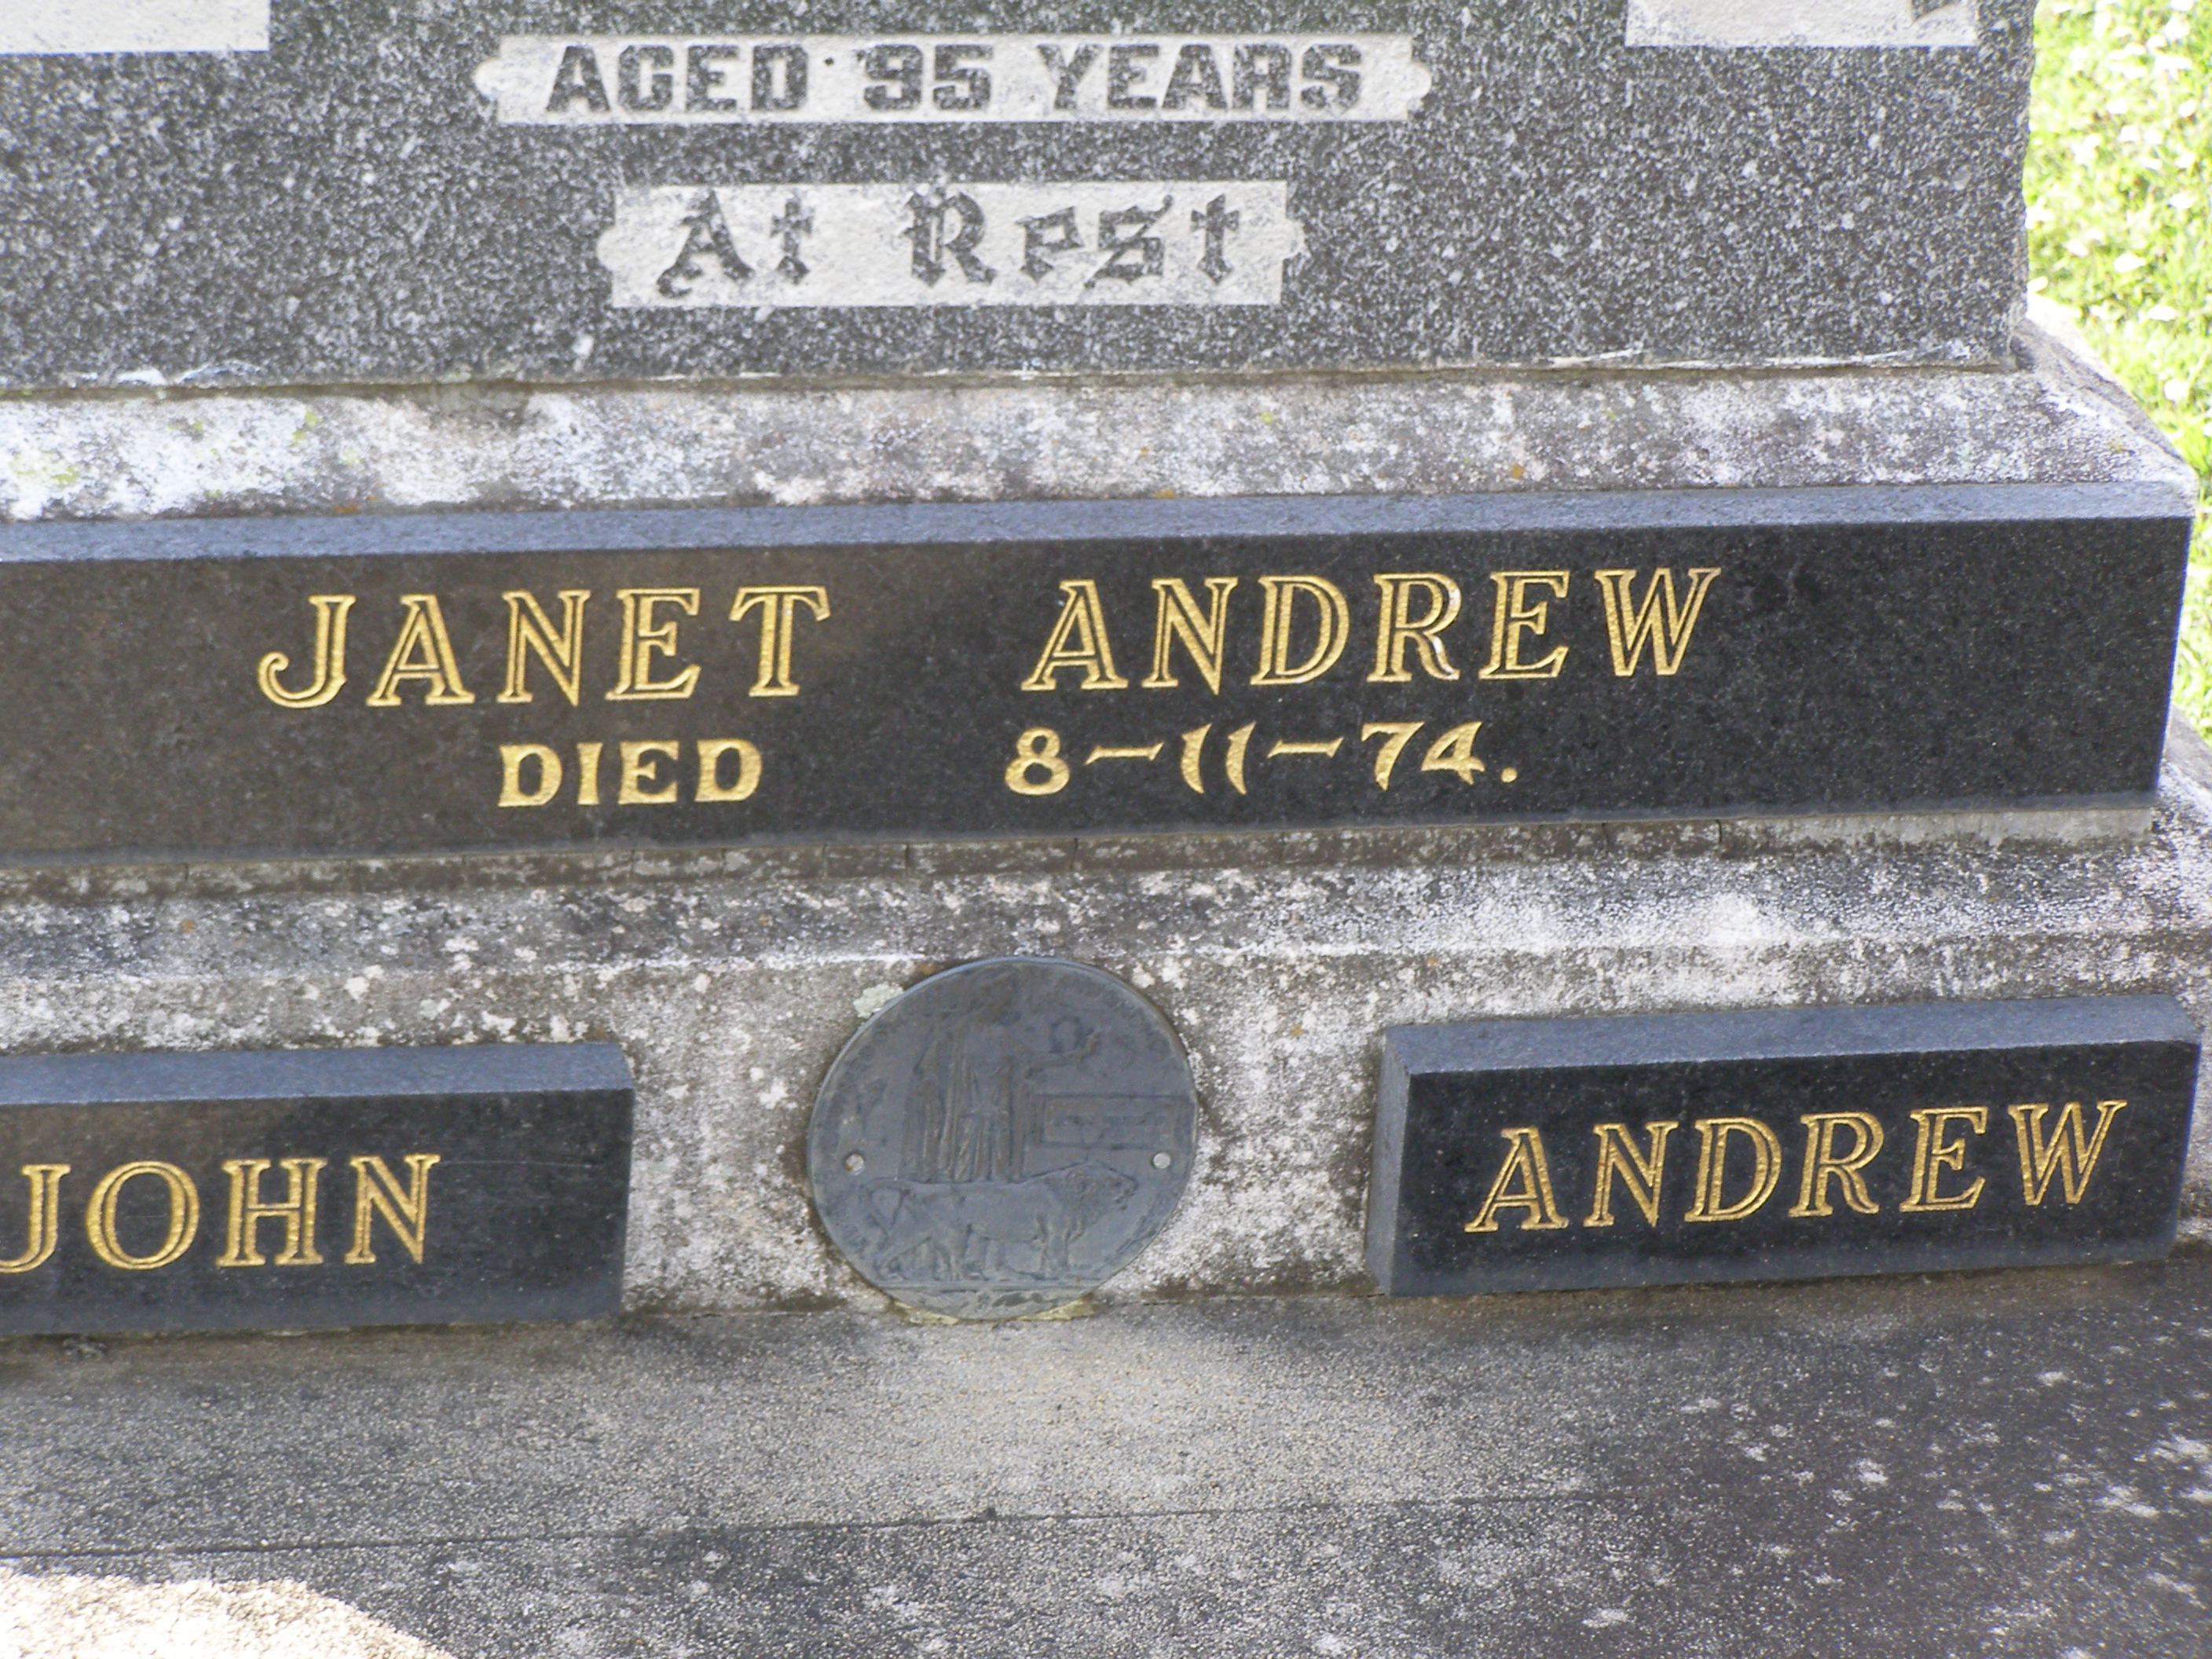 AGED 95 YEARS
At Rest
JANET ANDREW
DIED 8-11-74.
JOHN ANDREW